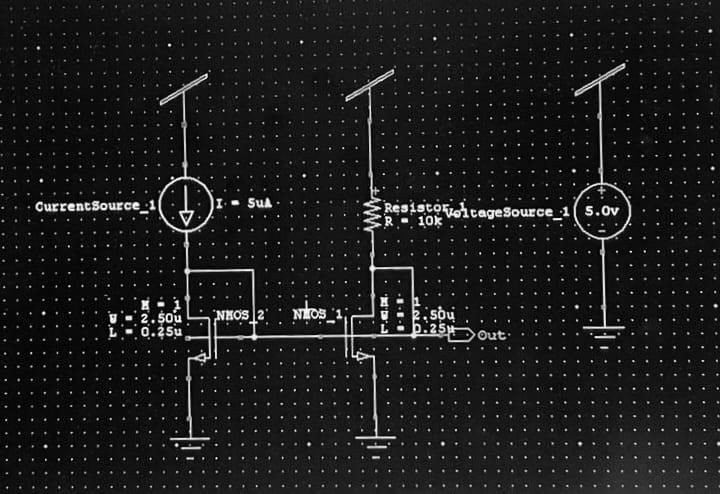 CurrentSource_1
I = 5uA
Resistor_1
R = 10k
VoltageSource_1
5.0v
M = 1
W = 2.50u
L = 0.25u
NMOS_2
NMOS_1
M = 1
W = 2.50u
L = 0.25u
Out